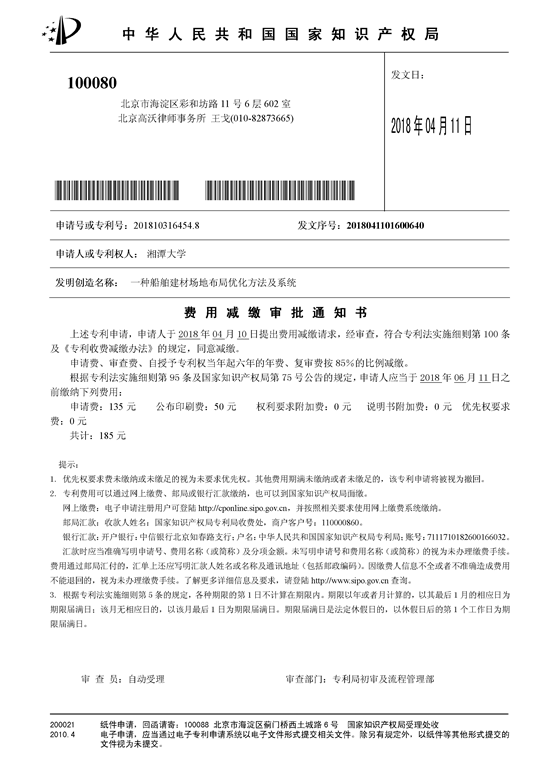 中华人民共和国国家知识产权局
100080
北京市海淀区彩和坊路 11 号 6 层 602 室
北京高沃律师事务所 王戈(010-82873665)
发文日：
2018 年 04 月 11 日
申请号或专利号：201810316454.8 发文序号：2018041101600640
申请人或专利权人： 湘潭大学
发明创造名称： 一种船舶建材场地布局优化方法及系统
费 用 减 缴 审 批 通 知 书
上述专利申请，申请人于 2018 年 04 月 10 日提出费用减缴请求，经审查，符合专利法实施细则第 100 条
及《专利收费减缴办法》的规定，同意减缴。
申请费、审查费、自授予专利权当年起六年的年费、复审费按 85%的比例减缴。
根据专利法实施细则第 95 条及国家知识产权局第 75 号公告的规定，申请人应当于 2018 年 06 月 11 日之
前缴纳下列费用：
申请费：135 元 公布印刷费：50 元 权利要求附加费：0 元 说明书附加费：0 元 优先权要求
费：0 元
共计：185 元
提示：
1. 优先权要求费未缴纳或未缴足的视为未要求优先权。其他费用期满未缴纳或者未缴足的，该专利申请将被视为撤回。
2. 专利费用可以通过网上缴费、邮局或银行汇款缴纳，也可以到国家知识产权局面缴。
网上缴费：电子申请注册用户可登陆 http://cponline.sipo.gov.cn，并按照相关要求使用网上缴费系统缴纳。
邮局汇款：收款人姓名：国家知识产权局专利局收费处，商户客户号：110000860。
银行汇款：开户银行：中信银行北京知春路支行；户名：中华人民共和国国家知识产权局专利局；账号：7111710182600166032。
汇款时应当准确写明申请号、费用名称（或简称）及分项金额。未写明申请号和费用名称（或简称）的视为未办理缴费手续。
费用通过邮局汇付的，汇单上还应写明汇款人姓名或名称及通讯地址（包括邮政编码）。因缴费人信息不全或者不准确造成费用
不能退回的，视为未办理缴费手续。了解更多详细信息及要求，请登陆 http://www.sipo.gov.cn 查询。
3. 根据专利法实施细则第 5 条的规定，各种期限的第 1 日不计算在期限内。期限以年或者月计算的，以其最后 1 月的相应日为
期限届满日；该月无相应日的，以该月最后 1 日为期限届满日。期限届满日是法定休假日的，以休假日后的第 1 个工作日为期
限届满日。
审 查 员：自动受理 审查部门：专利局初审及流程管理部
200021 纸件申请，回函请寄：100088 北京市海淀区蓟门桥西土城路 6 号 国家知识产权局受理处收
2010.4 电子申请，应当通过电子专利申请系统以电子文件形式提交相关文件。除另有规定外，以纸件等其他形式提交的
文件视为未提交。